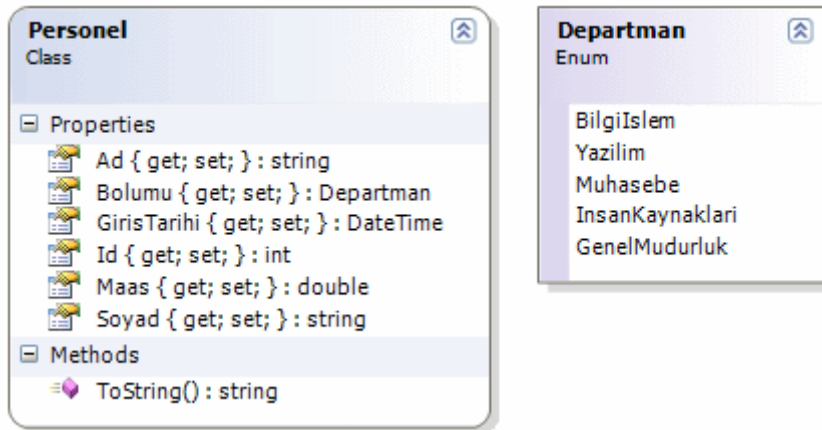 Personel
Class
Properties
Ad { get; set; } : string
Bolumu { get; set; } : Departman
GirisTarihi { get; set; } : DateTime
Id { get; set; } : int
Maas { get; set; } : double
Soyad { get; set; } : string
Methods
ToString() : string
Departman
Enum
BilgiIslem
Yazilim
Muhasebe
InsanKaynaklari
GenelMudurluk